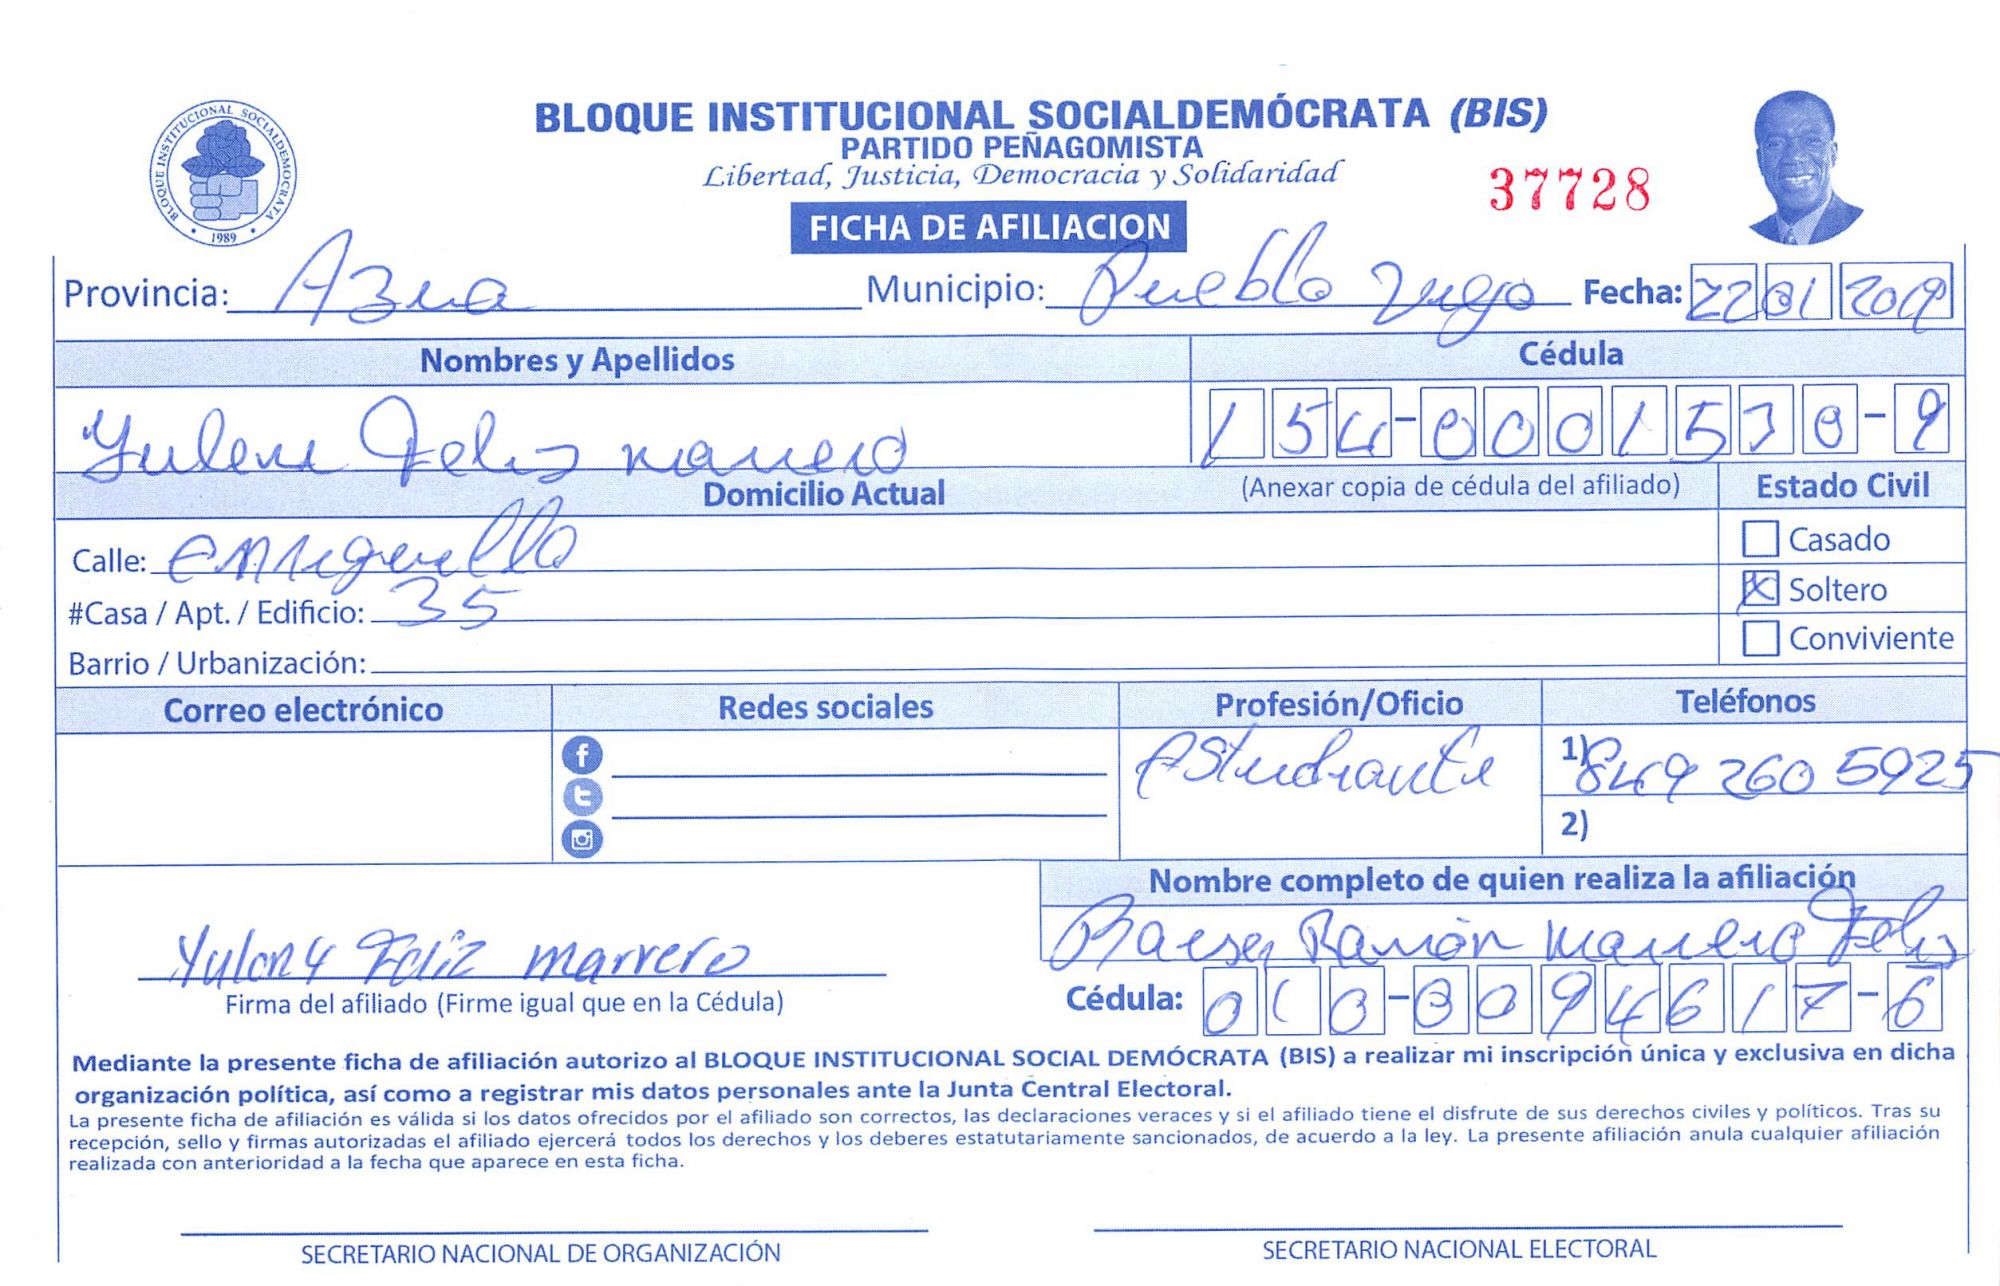 BLOQUE INSTITUCIONAL SOCIALDEMOCRATA
1989
BLOQUE INSTITUCIONAL SOCIALDEMÓCRATA (BIS)
PARTIDO PEÑAGOMISTA
Libertad, Justicia, Democracia y Solidaridad
37728
FICHA DE AFILIACION
Provincia: Azua Municipio: Pueblo Viejo Fecha: 22 01 2019
Nombres y Apellidos Cédula
Feliz marrero 154-0001530-9
Domicilio Actual (Anexar copia de cédula del afiliado) Estado Civil
Calle: Casado
#Casa / Apt. / Edificio: 35 X Soltero
Barrio / Urbanización: Conviviente
Correo electrónico Redes sociales Profesión/Oficio Teléfonos
Estudiante 1) 849 260 5925
2)
Nombre completo de quien realiza la afiliación
Ramón Marrero Feliz
Yuleny Feliz marrero
Firma del afiliado (Firme igual que en la Cédula) Cédula: 010-0094617-6
Mediante la presente ficha de afiliación autorizo al BLOQUE INSTITUCIONAL SOCIAL DEMÓCRATA (BIS) a realizar mi inscripción única y exclusiva en dicha
organización política, así como a registrar mis datos personales ante la Junta Central Electoral.
La presente ficha de afiliación es válida si los datos ofrecidos por el afiliado son correctos, las declaraciones veraces y si el afiliado tiene el disfrute de sus derechos civiles y políticos. Tras su
recepción, sello y firmas autorizadas el afiliado ejercerá todos los derechos y los deberes estatutariamente sancionados, de acuerdo a la ley. La presente afiliación anula cualquier afiliación
realizada con anterioridad a la fecha que aparece en esta ficha.
SECRETARIO NACIONAL DE ORGANIZACIÓN SECRETARIO NACIONAL ELECTORAL